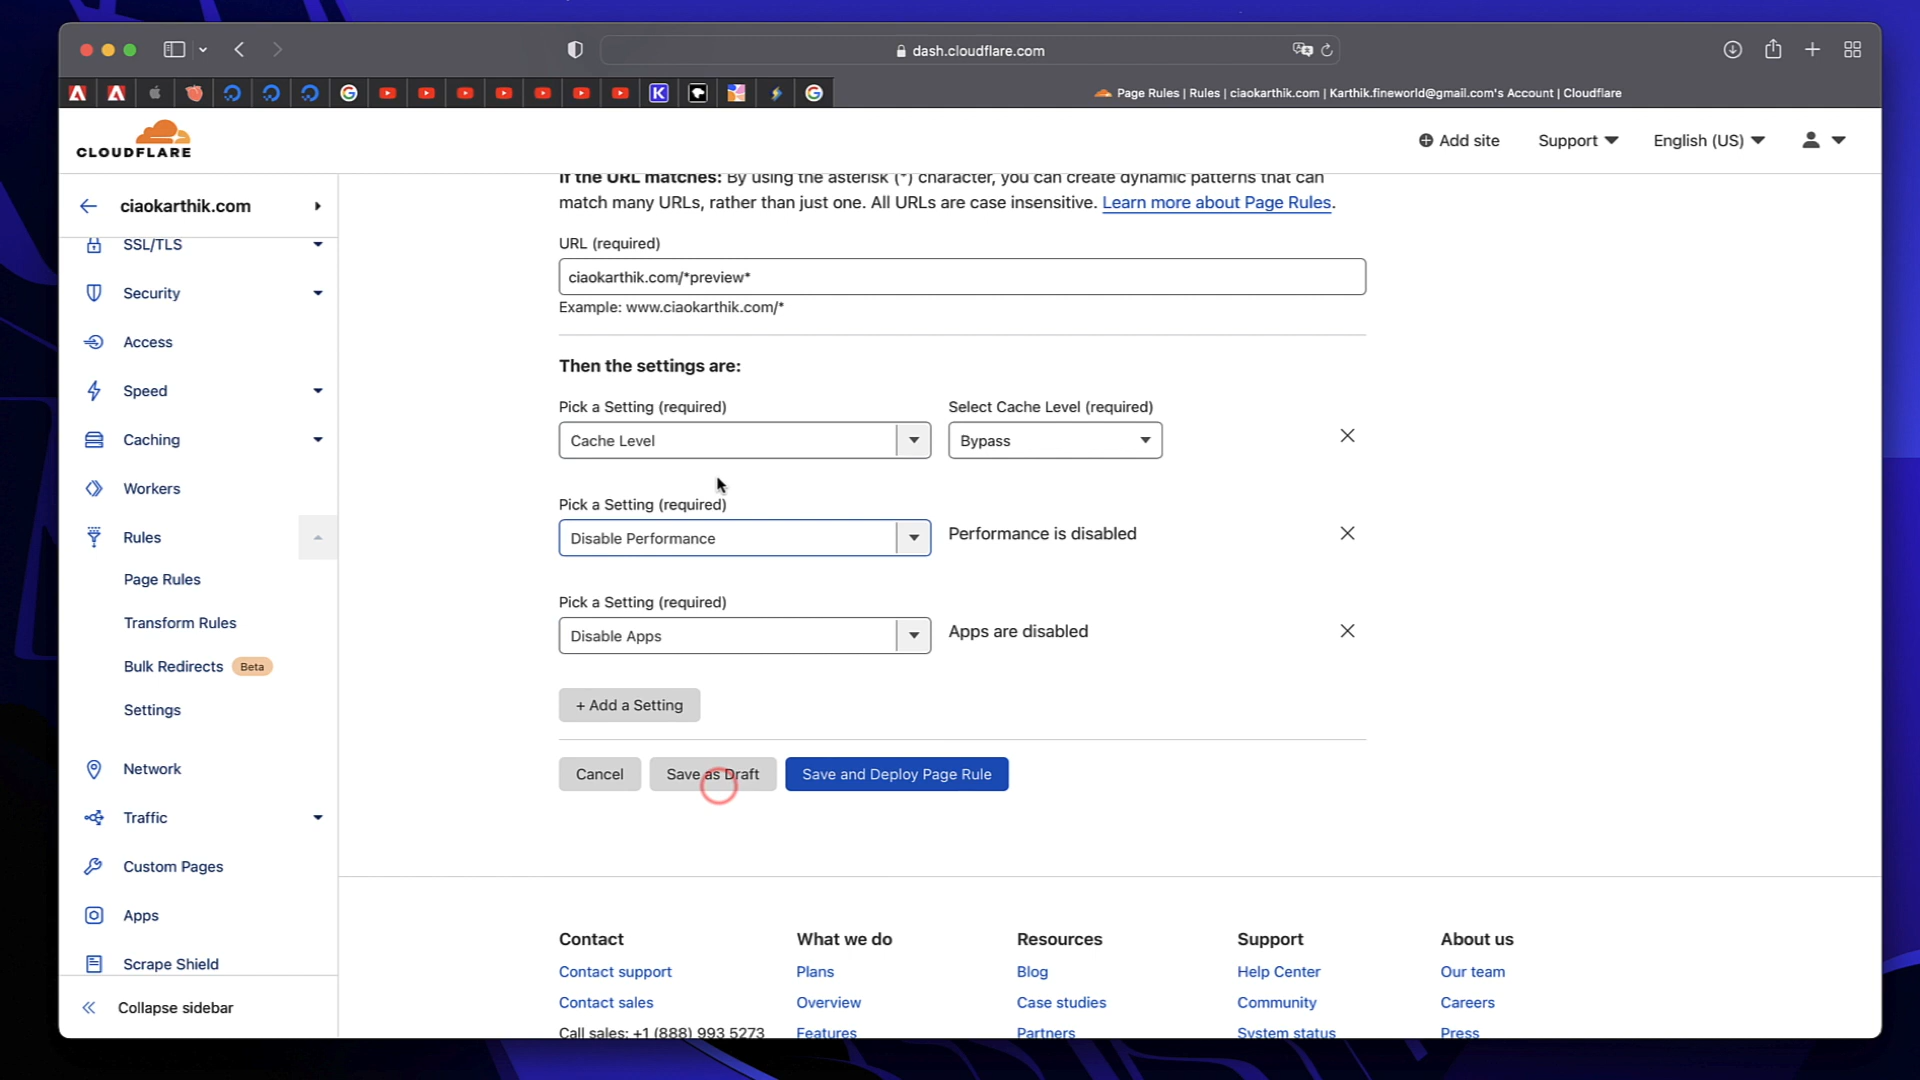 dash.cloudflare.com
Page Rules | Rules | ciaokarthik.com | Karthik.fineworld@gmail.com's Account | Cloudflare
CLOUDFLARE
Add site
Support
English (US)
ciaokarthik.com
SSL/TLS
Security
Access
Speed
Caching
Workers
Rules
Page Rules
Transform Rules
Bulk Redirects Beta
Settings
Network
Traffic
Custom Pages
Apps
Scrape Shield
Collapse sidebar
If the URL matches: By using the asterisk (*) character, you can create dynamic patterns that can
match many URLs, rather than just one. All URLs are case insensitive. Learn more about Page Rules.
URL (required)
ciaokarthik.com/*preview*
Example: www.ciaokarthik.com/*
Then the settings are:
Pick a Setting (required) Select Cache Level (required)
Cache Level Bypass
Pick a Setting (required)
Disable Performance Performance is disabled
Pick a Setting (required)
Disable Apps Apps are disabled
+ Add a Setting
Cancel Save as Draft Save and Deploy Page Rule
Contact What we do Resources Support About us
Contact support Plans Blog Help Center Our team
Contact sales Overview Case studies Community Careers
Call sales: +1 (888) 993 5273 Features Partners System status Press